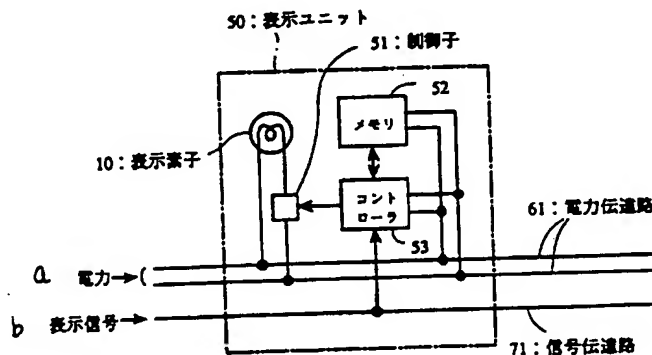 50：表示ユニット
51：制御子
52
メモリ
10：表示素子
コント
ローラ
53
61：電力伝達路
a 電力
b 表示信号
71：信号伝達路